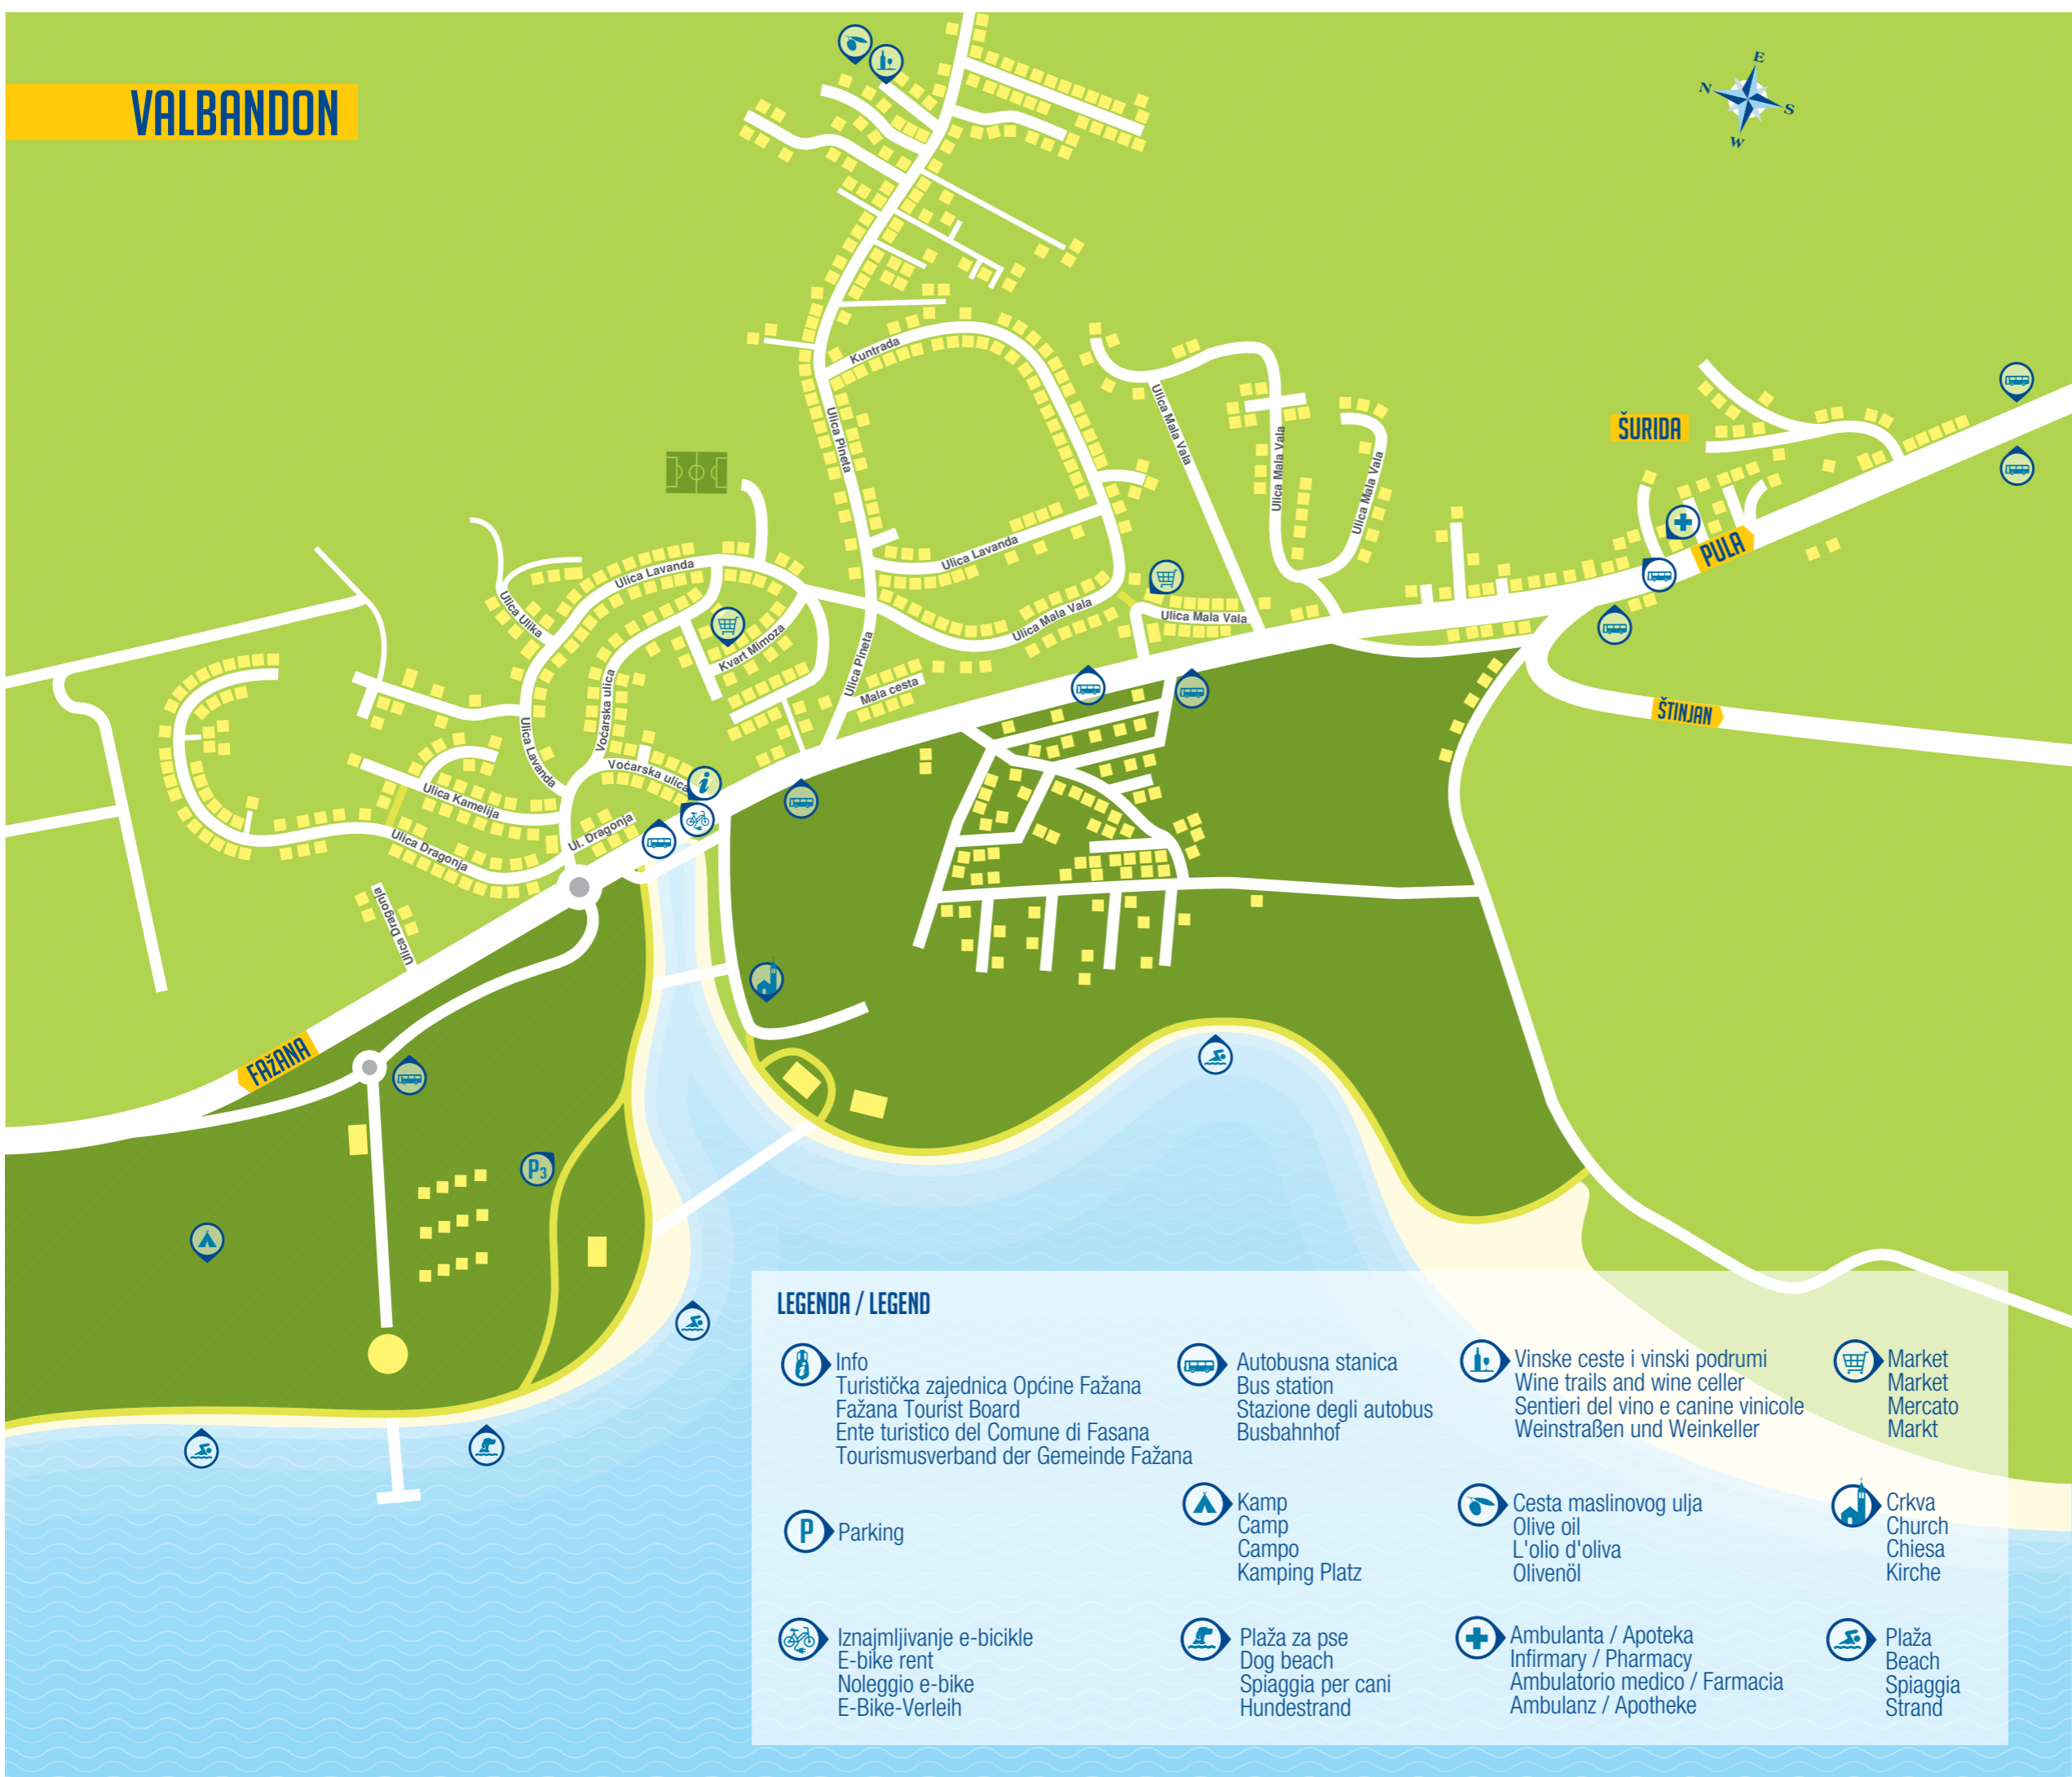 VALBANDON
E
N
S
W
Kuntrada
Ulica Pineta
Ulica Mala Vala
Ulica Mala Vala
Ulica Mala Vala
ŠURIDA
PULA
Ulica Lavanda
Ulica Lavanda
Ulica Ulika
Kvart Mimoza
Ulica Mala Vala
Ulica Mala Vala
Ulica Pineta
Mala cesta
Voćarska ulica
Ulica Lavanda
ŠTINJAN
Voćarska ulica
i
Ulica Kamelija
Ul. Dragonja
Ulica Dragonja
Ulica Dragonja
FAŽANA
P3
LEGENDA / LEGEND
i
Info
Turistička zajednica Općine Fažana
Fažana Tourist Board
Ente turistico del Comune di Fasana
Tourismusverband der Gemeinde Fažana
Autobusna stanica
Bus station
Stazione degli autobus
Busbahnhof
Vinske ceste i vinski podrumi
Wine trails and wine celler
Sentieri del vino e canine vinicole
Weinstraßen und Weinkeller
Market
Market
Mercato
Markt
P
Parking
Kamp
Camp
Campo
Kamping Platz
Cesta maslinovog ulja
Olive oil
L'olio d'oliva
Olivenöl
Crkva
Church
Chiesa
Kirche
Iznajmljivanje e-bicikle
E-bike rent
Noleggio e-bike
E-Bike-Verleih
Plaža za pse
Dog beach
Spiaggia per cani
Hundestrand
Ambulanta / Apoteka
Infirmary / Pharmacy
Ambulatorio medico / Farmacia
Ambulanz / Apotheke
Plaža
Beach
Spiaggia
Strand